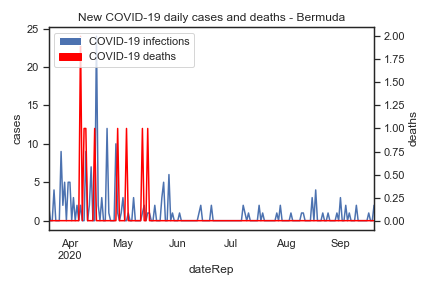 New COVID-19 daily cases and deaths - Bermuda
COVID-19 infections
COVID-19 deaths
25
20
15
10
5
0
cases
2.00
1.75
1.50
1.25
1.00
0.75
0.50
0.25
0.00
deaths
Apr May Jun Jul Aug Sep
2020
dateRep